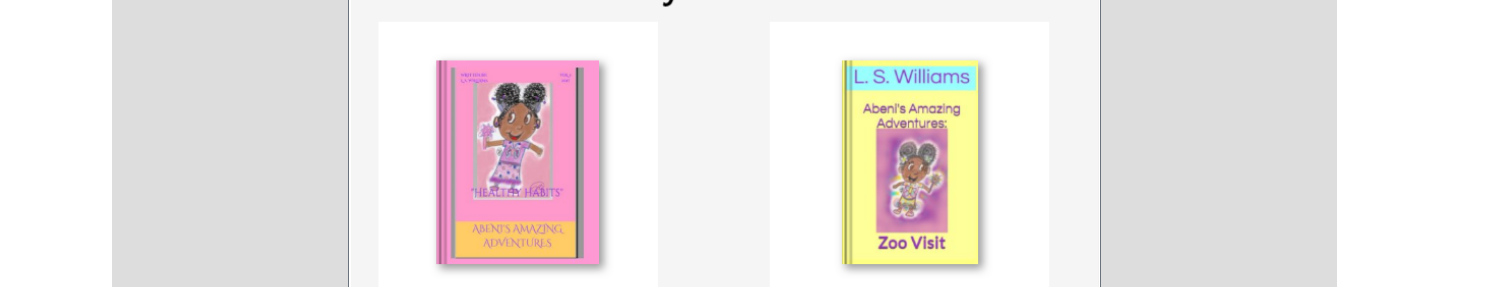 "HEALTHY HABITS"
ABENI'S AMAZING
ADVENTURES
L. S. Williams
Abeni's Amazing
Adventures:
Zoo Visit